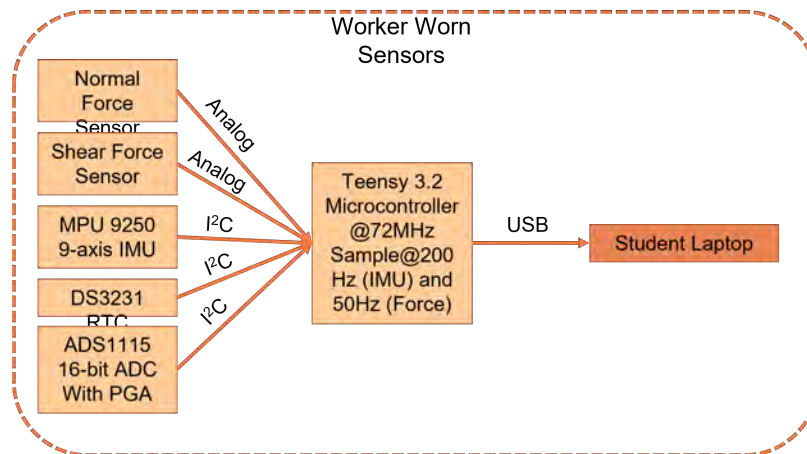 Worker Worn
Sensors
Normal
Force
Sensor
Analog
Shear Force
Sensor
Analog
MPU 9250
9-axis IMU
I²C
DS3231
RTC
I²C
ADS1115
16-bit ADC
With PGA
I²C
Teensy 3.2
Microcontroller
@72MHz
Sample@200
Hz (IMU) and
50Hz (Force)
USB
Student Laptop